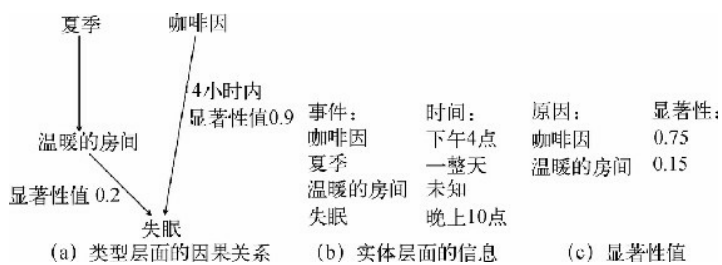 夏季 咖啡因
4小时内
显著性值0.9
温暖的房间
显著性值 0.2
失眠
(a) 类型层面的因果关系
事件: 时间:
咖啡因 下午4点
夏季 一整天
温暖的房间 未知
失眠 晚上10点
(b) 实体层面的信息
原因: 显著性:
咖啡因 0.75
温暖的房间 0.15
(c) 显著性值